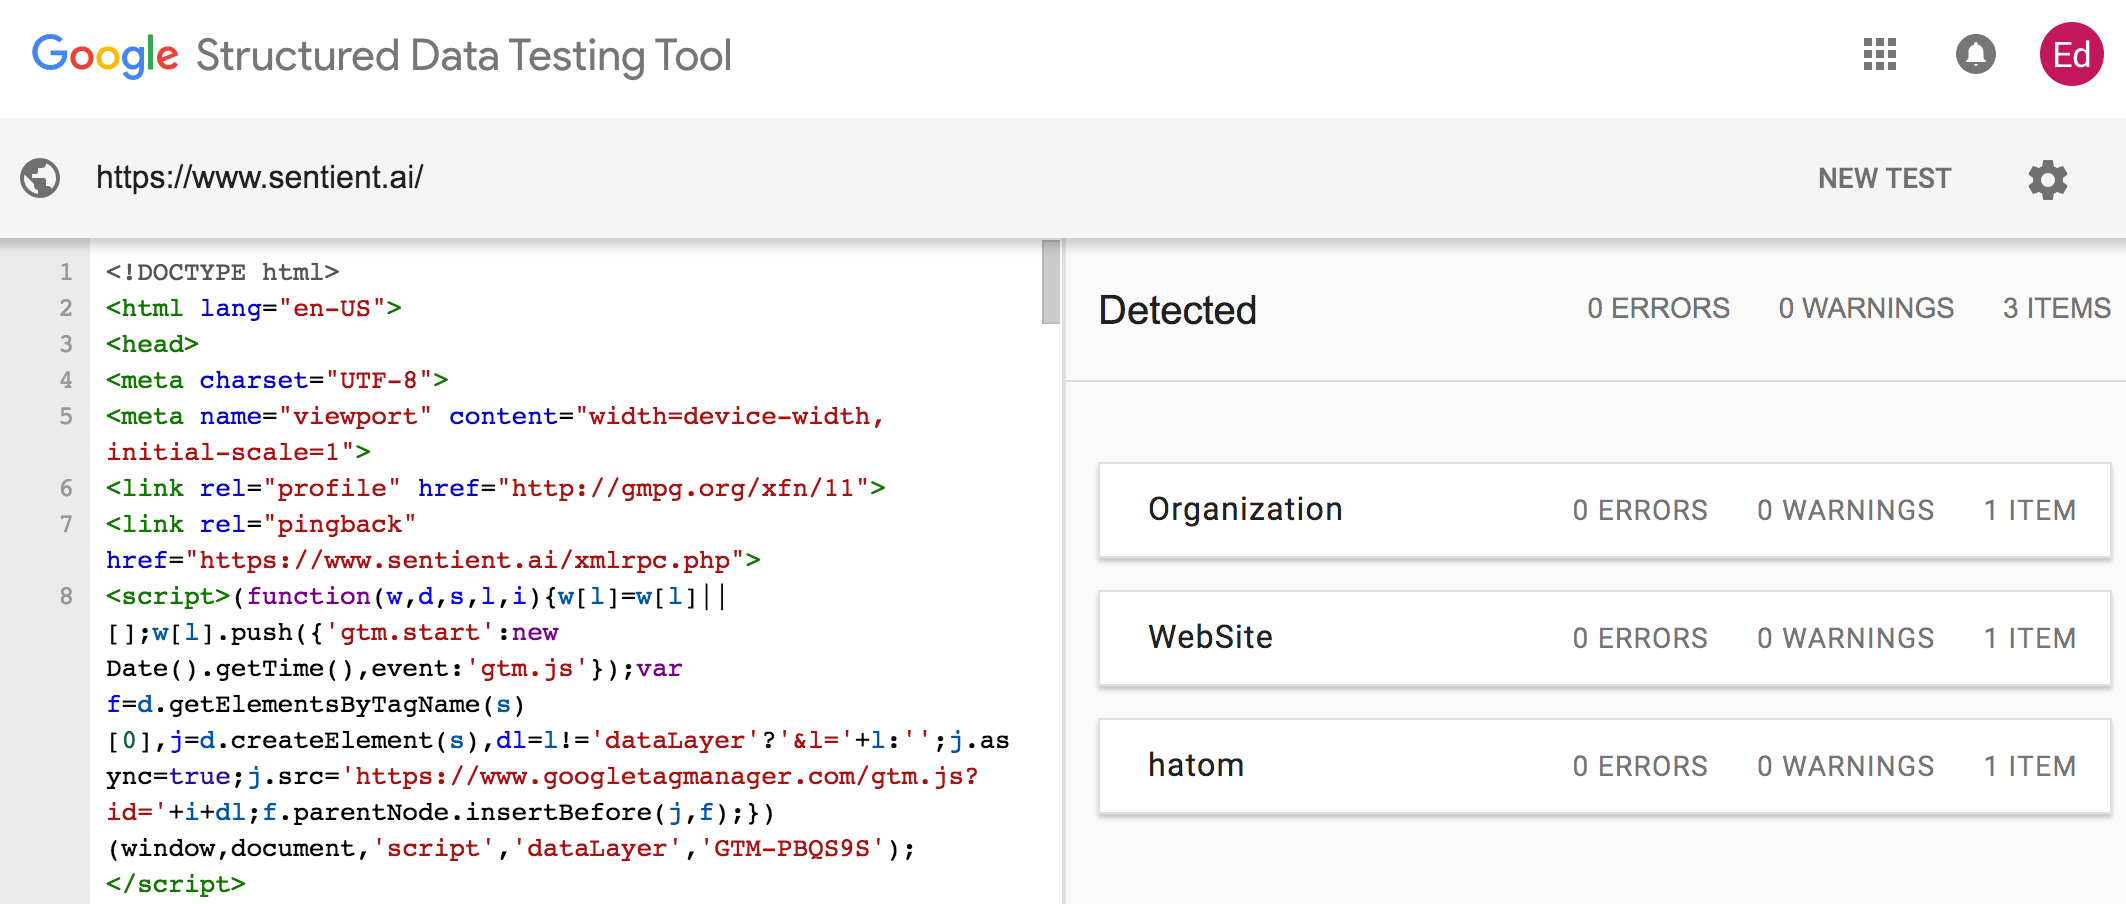 Google Structured Data Testing Tool
Ed
https://www.sentient.ai/
NEW TEST
1 <!DOCTYPE html>
2 <html lang="en-US">
3 <head>
4 <meta charset="UTF-8">
5 <meta name="viewport" content="width=device-width,
initial-scale=1">
6 <link rel="profile" href="http://gmpg.org/xfn/11">
7 <link rel="pingback"
href="https://www.sentient.ai/xmlrpc.php">
8 <script>(function(w,d,s,l,i){w[l]=w[l]||
[];w[l].push({'gtm.start':new
Date().getTime(),event:'gtm.js'});var
f=d.getElementsByTagName(s)
[0],j=d.createElement(s),dl=l!='dataLayer'?'&l='+l:'';j.as
ync=true;j.src='https://www.googletagmanager.com/gtm.js?
id='+i+dl;f.parentNode.insertBefore(j,f);})
(window,document,'script','dataLayer','GTM-PBQS9S');
</script>
Detected 0 ERRORS 0 WARNINGS 3 ITEMS
Organization 0 ERRORS 0 WARNINGS 1 ITEM
WebSite 0 ERRORS 0 WARNINGS 1 ITEM
hatom 0 ERRORS 0 WARNINGS 1 ITEM